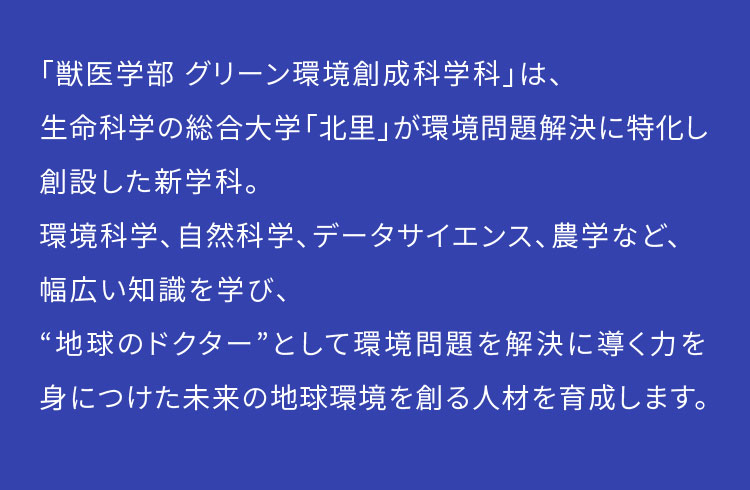 「獣医学部 グリーン環境創成科学科」は、
生命科学の総合大学「北里」が環境問題解決に特化し
創設した新学科。
環境科学、自然科学、データサイエンス、農学など、
幅広い知識を学び、
“地球のドクター”として環境問題を解決に導く力を
身につけた未来の地球環境を創る人材を育成します。